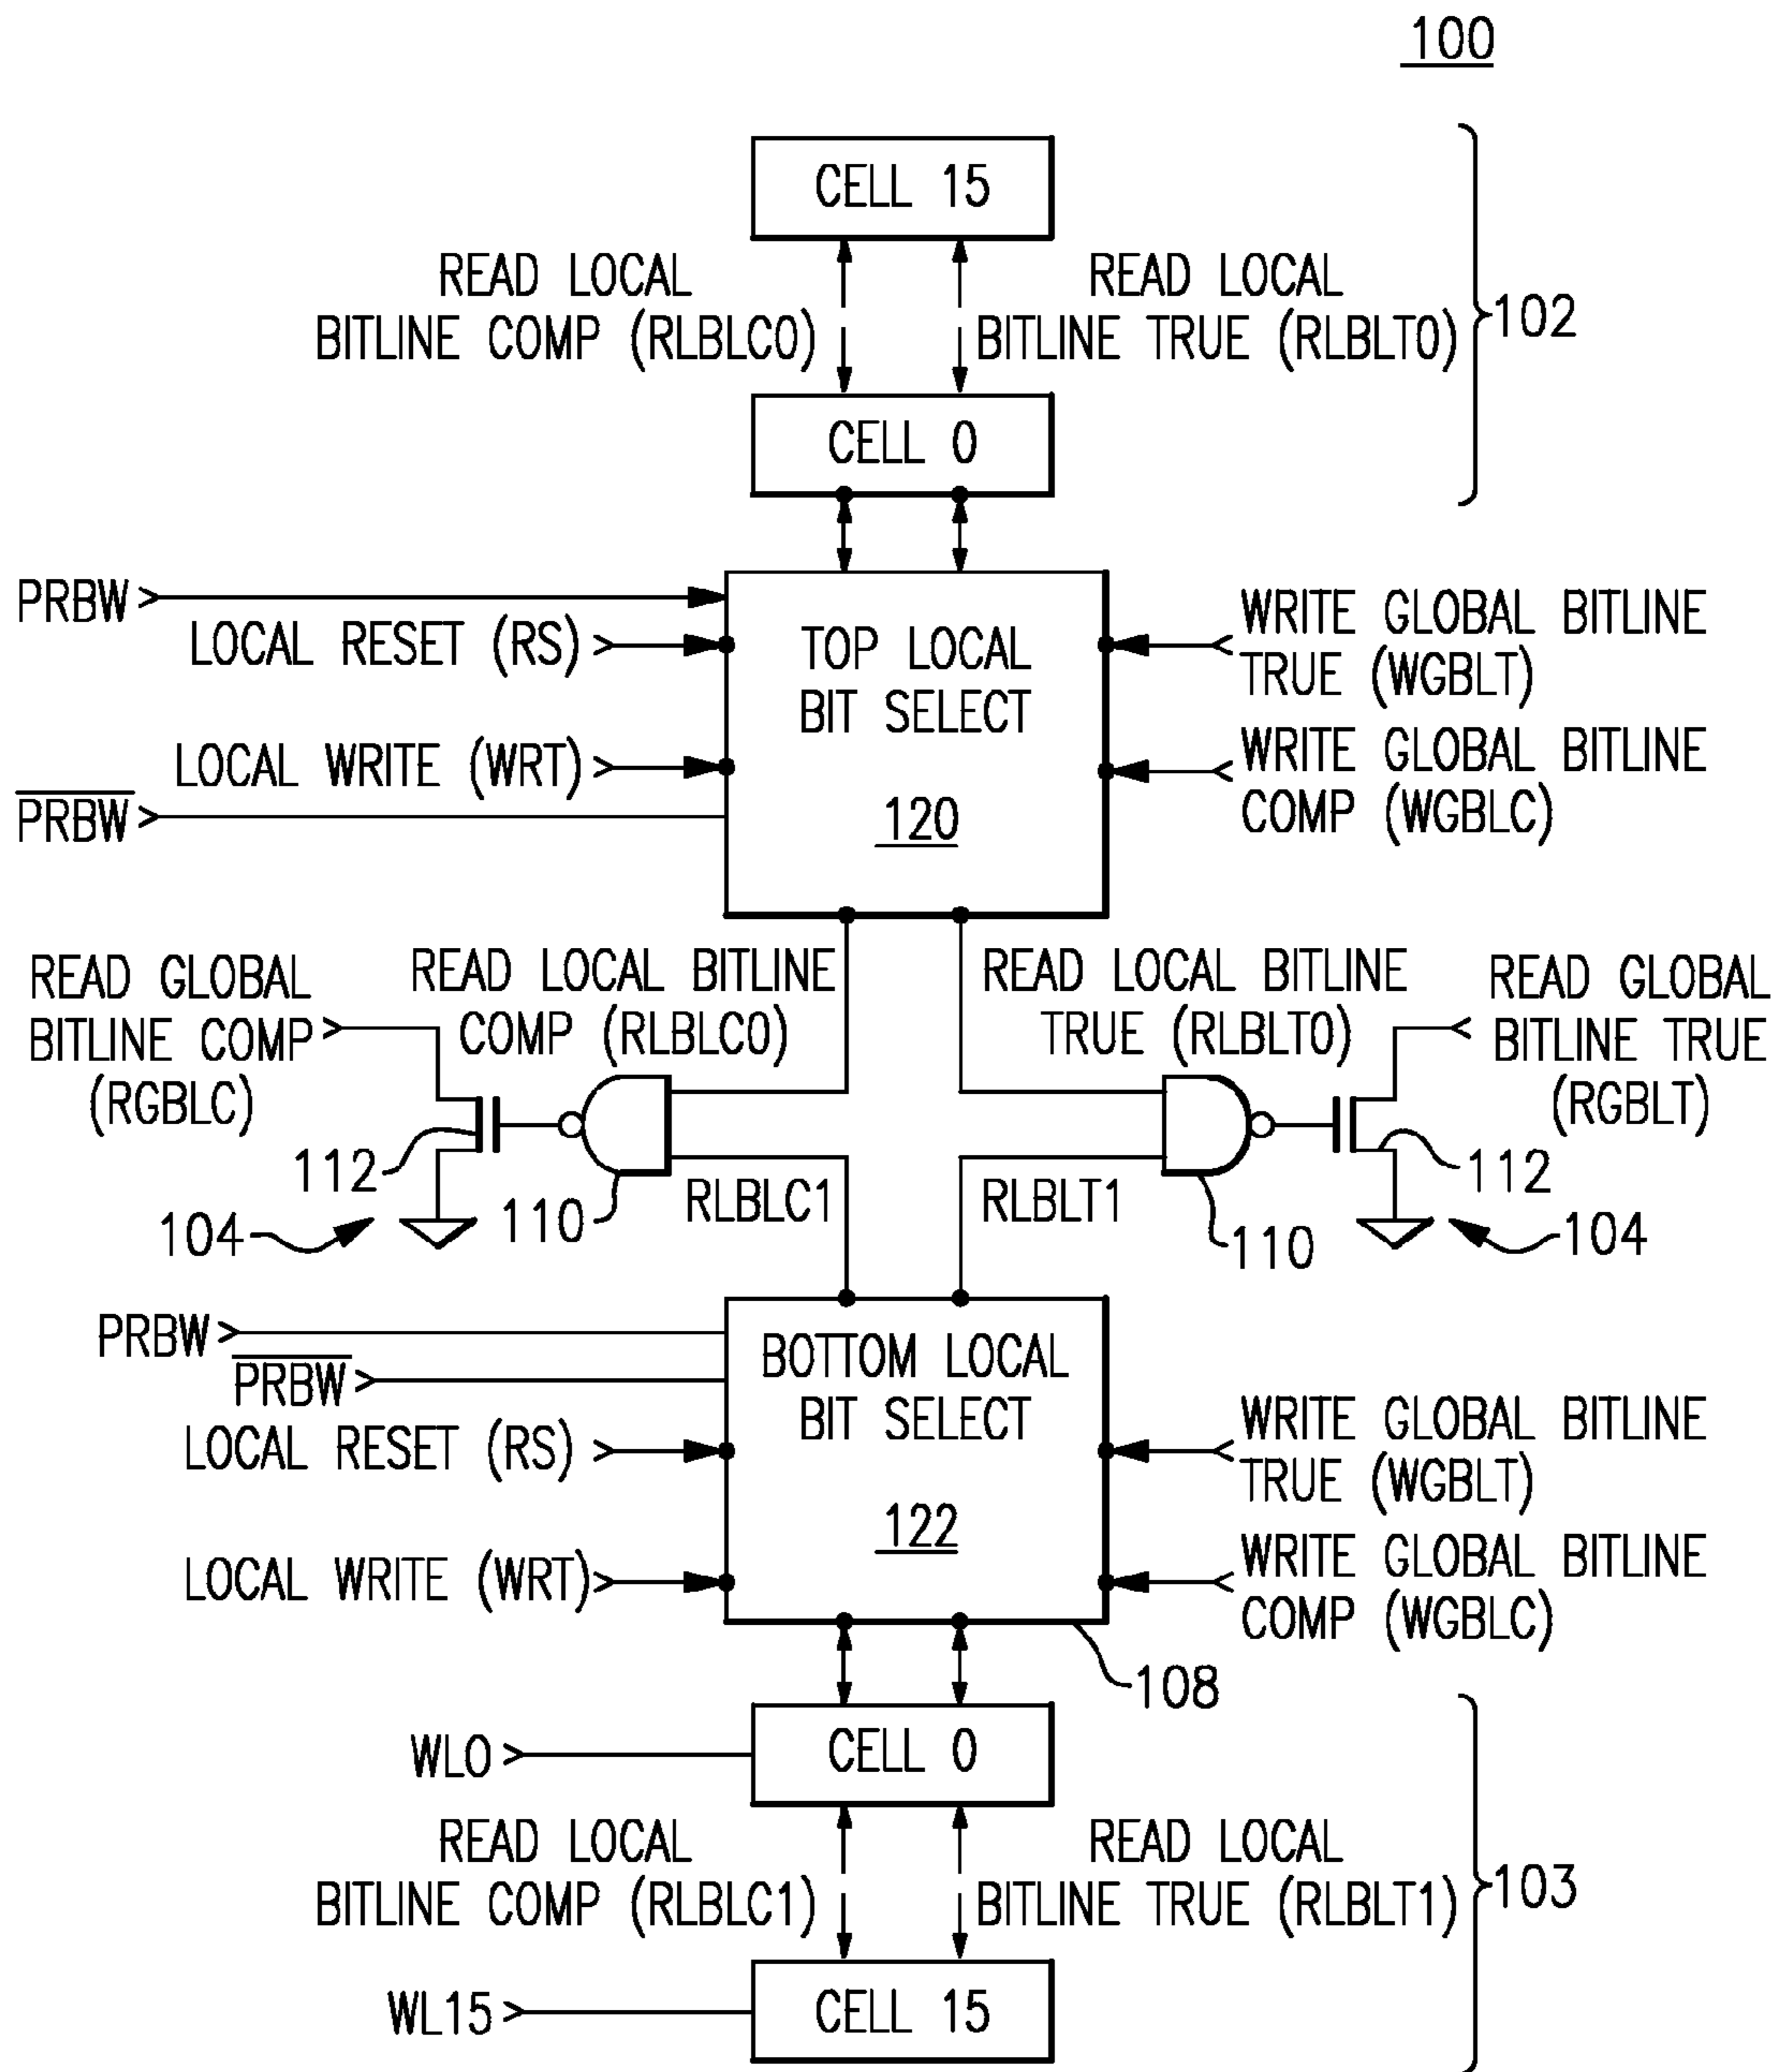 100
CELL 15
READ LOCAL
BITLINE COMP (RLBLC0)
READ LOCAL
BITLINE TRUE (RLBLT0)
102
CELL 0
PRBW
LOCAL RESET (RS)
LOCAL WRITE (WRT)
P̅R̅B̅W̅
TOP LOCAL
BIT SELECT
120
WRITE GLOBAL BITLINE
TRUE (WGBLT)
WRITE GLOBAL BITLINE
COMP (WGBLC)
READ GLOBAL
BITLINE COMP
(RGBLC)
READ LOCAL BITLINE
COMP (RLBLC0)
READ LOCAL BITLINE
TRUE (RLBLT0)
READ GLOBAL
BITLINE TRUE
(RGBLT)
112
104
110
RLBLC1
RLBLT1
110
112
104
PRBW
P̅R̅B̅W̅
LOCAL RESET (RS)
LOCAL WRITE (WRT)
BOTTOM LOCAL
BIT SELECT
122
WRITE GLOBAL BITLINE
TRUE (WGBLT)
WRITE GLOBAL BITLINE
COMP (WGBLC)
108
WL0
CELL 0
READ LOCAL
BITLINE COMP (RLBLC1)
READ LOCAL
BITLINE TRUE (RLBLT1)
103
WL15
CELL 15